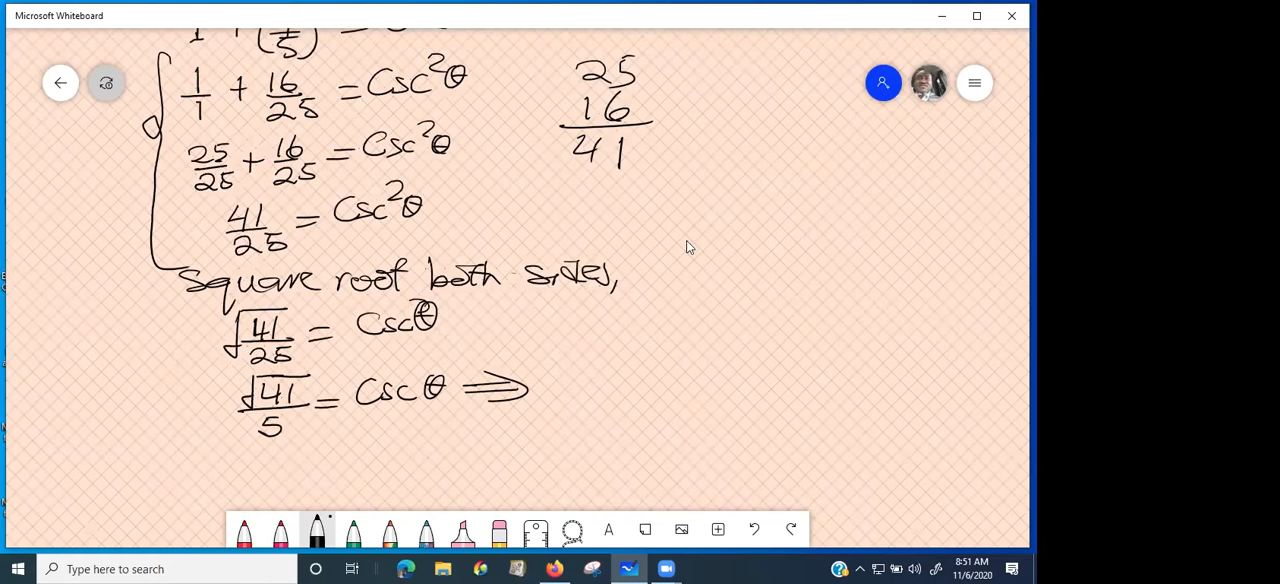 Microsoft Whiteboard
1/1 + 16/25 = Csc²θ
25/25 + 16/25 = Csc²θ
41/25 = Csc²θ
Square root both sides,
√41/25 = Cscθ
√41/5 = Cscθ ⟹
25
16
41
A
Type here to search
8:51 AM
11/6/2020